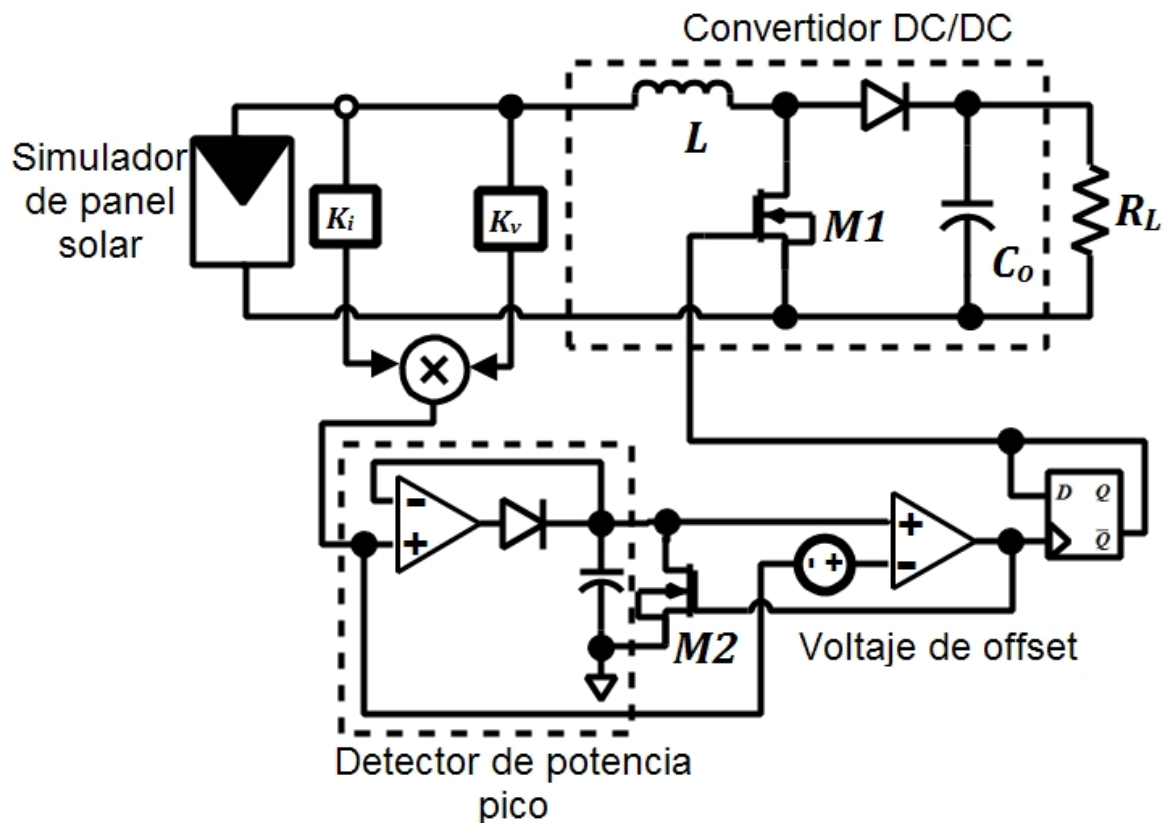 Convertidor DC/DC
Simulador
de panel
solar
Ki
Kv
L
M1
Co
RL
D Q
Q̅
- +
+ -
- +
M2
Voltaje de offset
Detector de potencia
pico